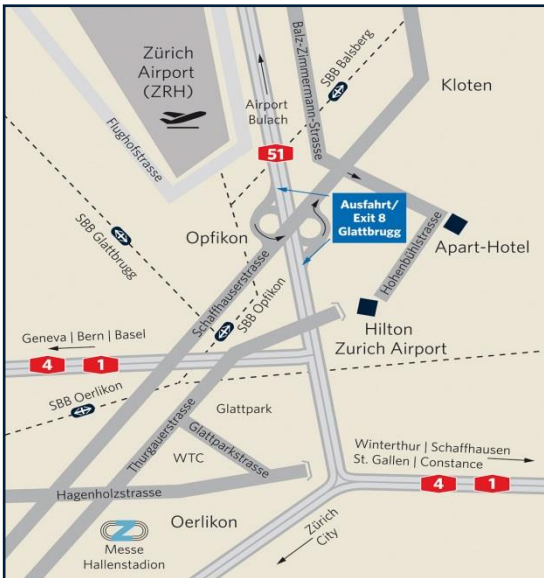 Zürich
Airport
(ZRH)
Flughofstrasse
Airport
Bulach
51
Balz-Zimmermann-Strasse
SBB Balsberg
Kloten
Ausfahrt/
Exit 8
Glattbrugg
Opfikon
SBB Glattbrugg
Schaffhauserstrasse
SBB Opfikon
Hohenbühlstrasse
Apart-Hotel
Hilton
Zurich Airport
Geneva | Bern | Basel
4
1
SBB Oerlikon
Thurgauerstrasse
Glattpark
Glattparkstrasse
WTC
Winterthur | Schaffhausen
St. Gallen | Constance
4
1
Hagenholzstrasse
Oerlikon
Zürich
City
Z
Messe
Hallenstadion